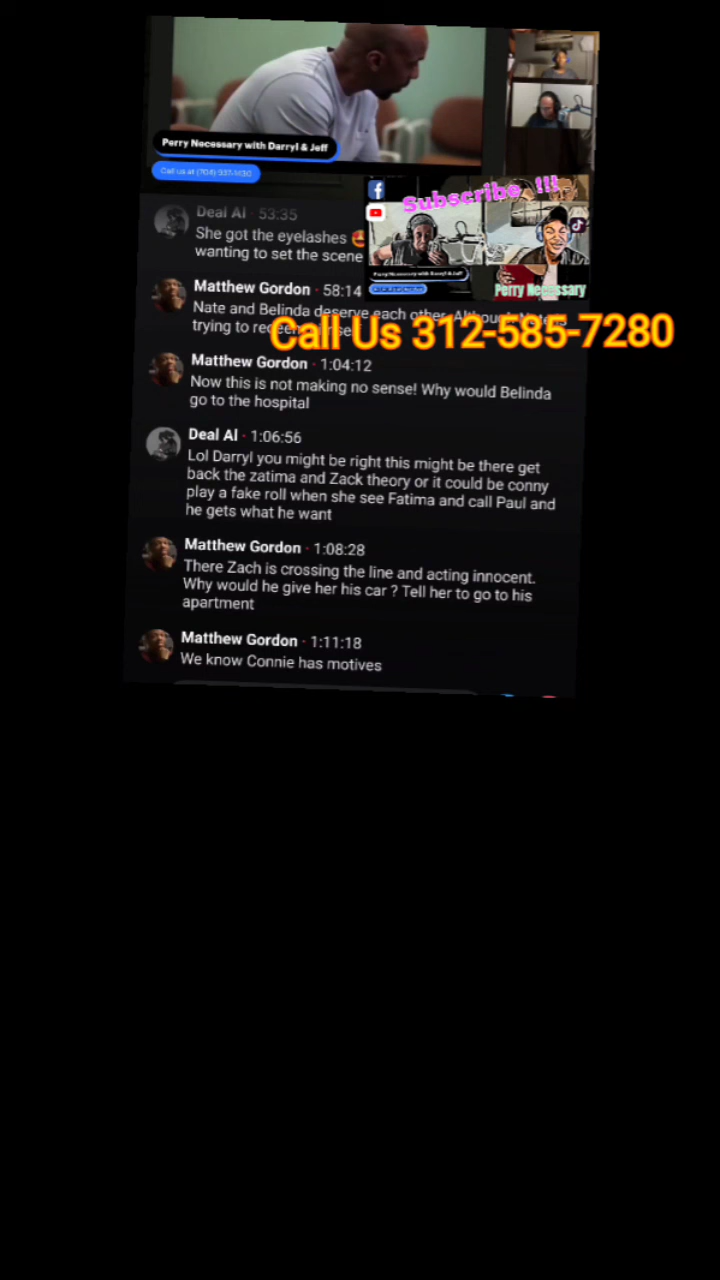 Perry Necessary with Darryl & Jeff
Call us at (704)
Subscribe !!!
Perry Necessary with Darryl & Jeff
Perry Necessary
Deal Al · 53:35
She got the eyelashes 🤩
wanting to set the scene
Matthew Gordon · 58:14
Nate and Belinda deserve each other. Although
trying to
Call Us 312-585-7280
Matthew Gordon · 1:04:12
Now this is not making no sense! Why would Belinda
go to the hospital
Deal Al · 1:06:56
Lol Darryl you might be right this might be there get
back the zatima and Zack theory or it could be conny
play a fake roll when she see Fatima and call Paul and
he gets what he want
Matthew Gordon · 1:08:28
There Zach is crossing the line and acting innocent.
Why would he give her his car ? Tell her to go to his
apartment
Matthew Gordon · 1:11:18
We know Connie has motives